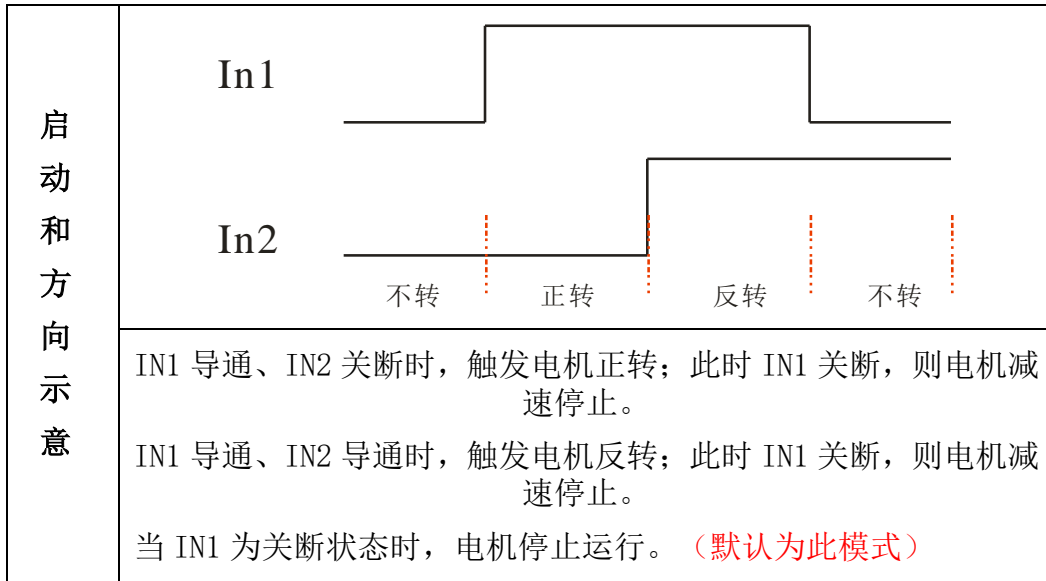 启
动
和
方
向
示
意
In1
In2
不转 正转 反转 不转
IN1 导通、IN2 关断时，触发电机正转；此时 IN1 关断，则电机减
速停止。
IN1 导通、IN2 导通时，触发电机反转；此时 IN1 关断，则电机减
速停止。
当 IN1 为关断状态时，电机停止运行。（默认为此模式）